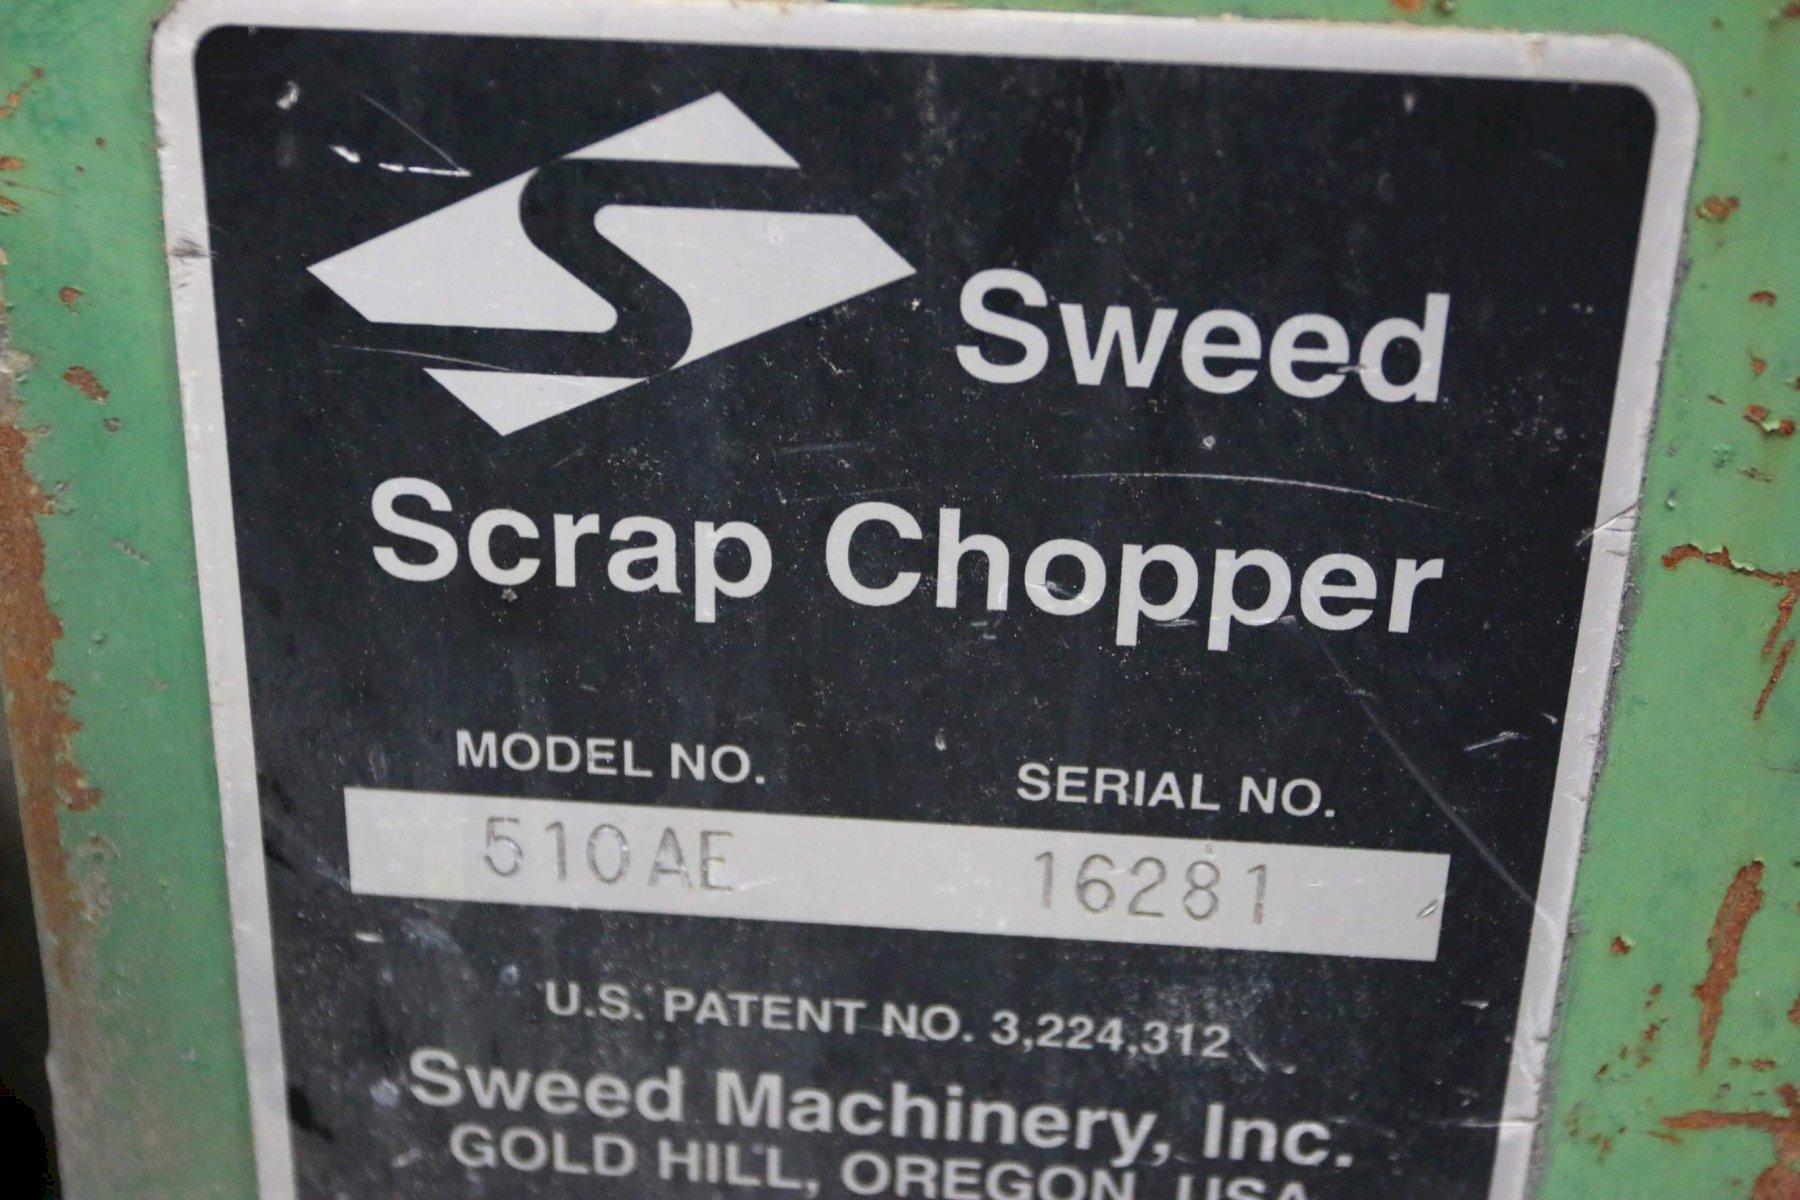 Sweed
Scrap Chopper
MODEL NO. SERIAL NO.
510AE 16281
U.S. PATENT NO. 3,224,312
Sweed Machinery, Inc.
GOLD HILL, OREGON, USA